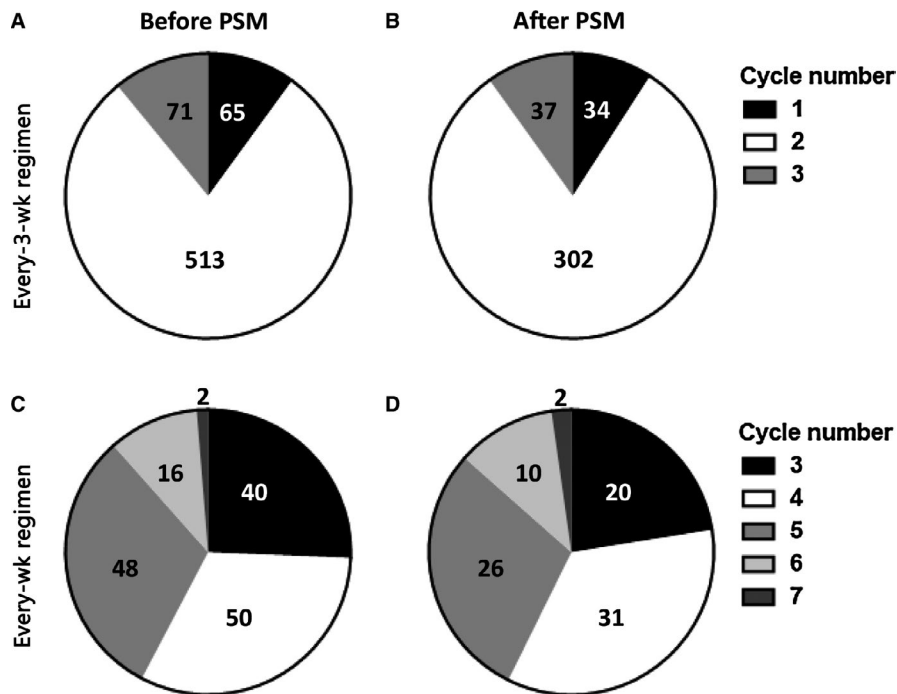 A
Before PSM
B
After PSM
Every-3-wk regimen
71
65
513
37
34
302
Cycle number
1
2
3
C
D
Every-wk regimen
2
16
40
48
50
2
10
20
26
31
Cycle number
3
4
5
6
7